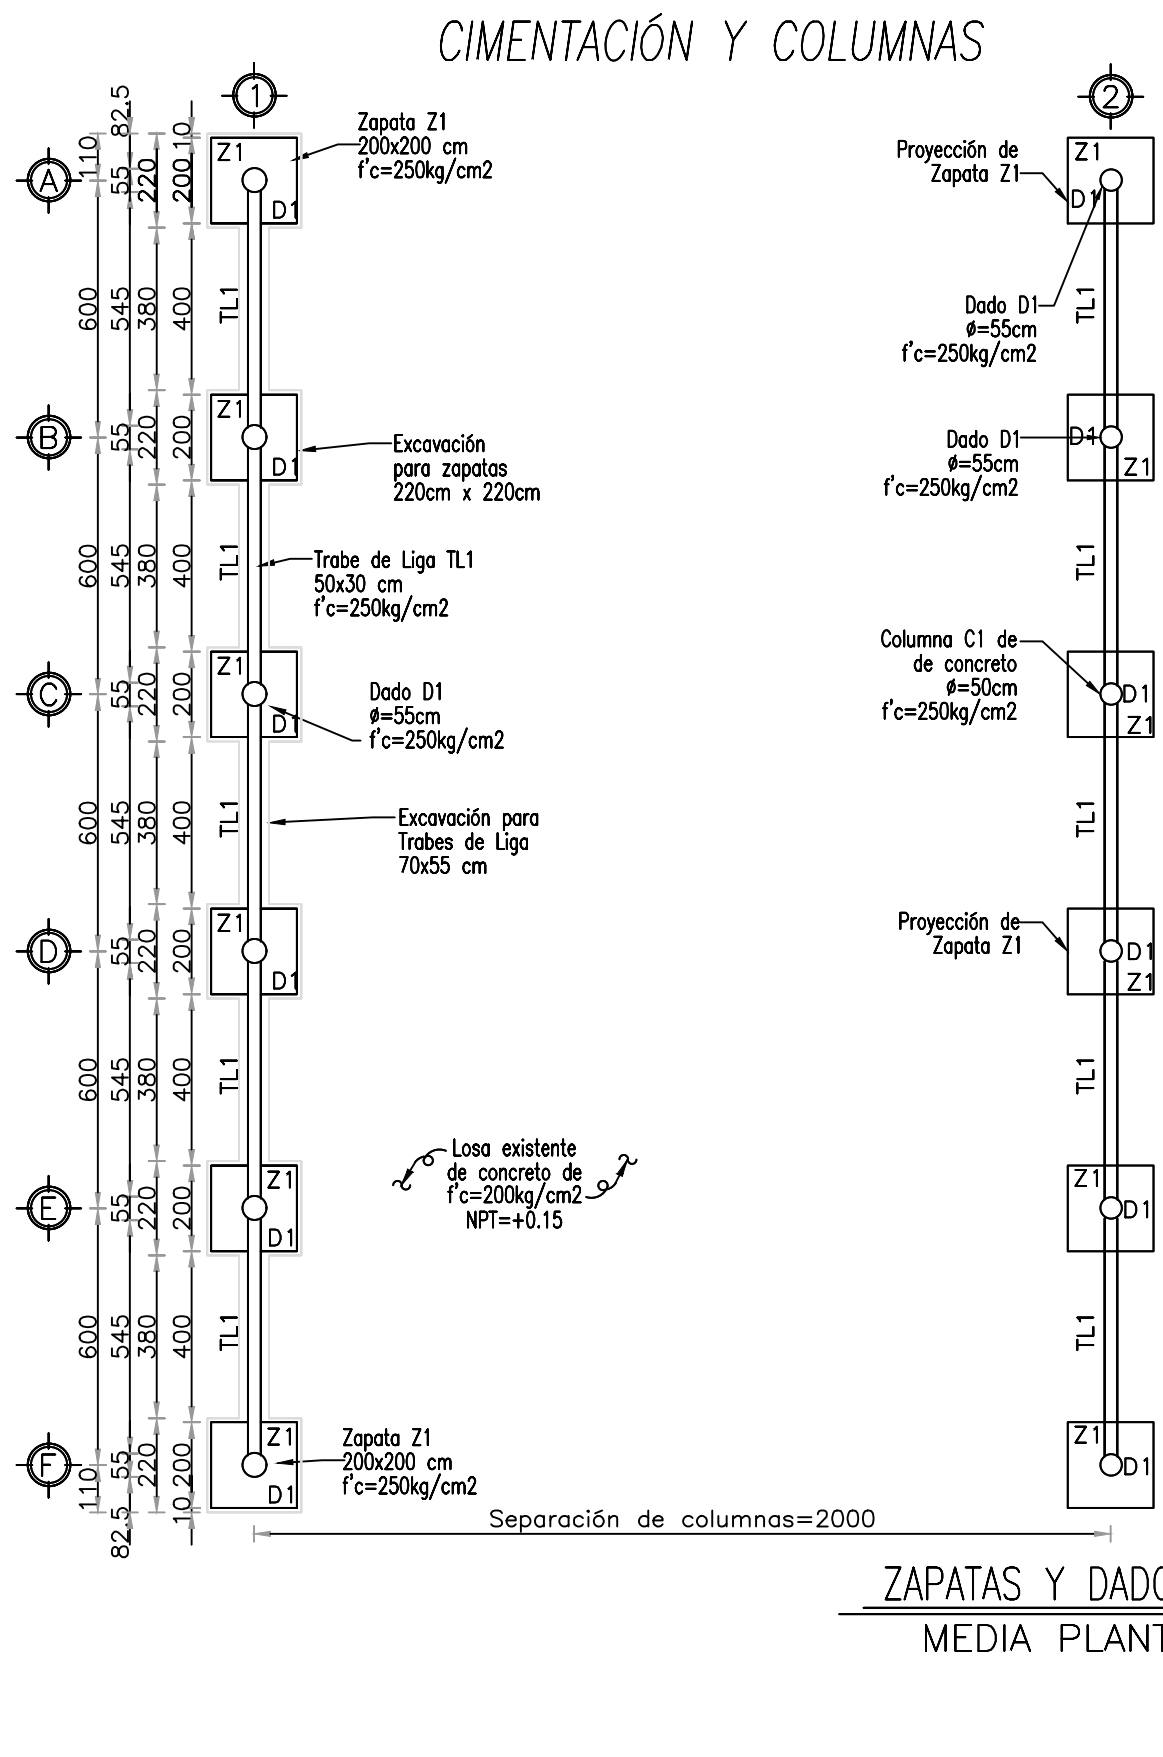 CIMENTACIÓN Y COLUMNAS
1
2
Zapata Z1
200x200 cm
f'c=250kg/cm2
Proyección de
Zapata Z1
A
110
82.5
55
220
10
200
Z1
D1
Z1
D1
600
545
380
400
TL1
TL1
Dado D1
ø=55cm
f'c=250kg/cm2
B
55
220
200
Z1
D1
D1
Z1
Excavación
para zapatas
220cm x 220cm
Dado D1
ø=55cm
f'c=250kg/cm2
600
545
380
400
TL1
TL1
Trabe de Liga TL1
50x30 cm
f'c=250kg/cm2
Columna C1 de
de concreto
ø=50cm
f'c=250kg/cm2
C
55
220
200
Z1
D1
D1
Z1
Dado D1
ø=55cm
f'c=250kg/cm2
600
545
380
400
TL1
TL1
Excavación para
Trabes de Liga
70x55 cm
D
55
220
200
Z1
D1
D1
Z1
Proyección de
Zapata Z1
600
545
380
400
TL1
TL1
Losa existente
de concreto de
f'c=200kg/cm2
NPT=+0.15
E
55
220
200
Z1
D1
Z1
D1
600
545
380
400
TL1
TL1
F
110
82.5
55
220
10
200
Z1
D1
Z1
D1
Zapata Z1
200x200 cm
f'c=250kg/cm2
Separación de columnas=2000
ZAPATAS Y DADO
MEDIA PLANT